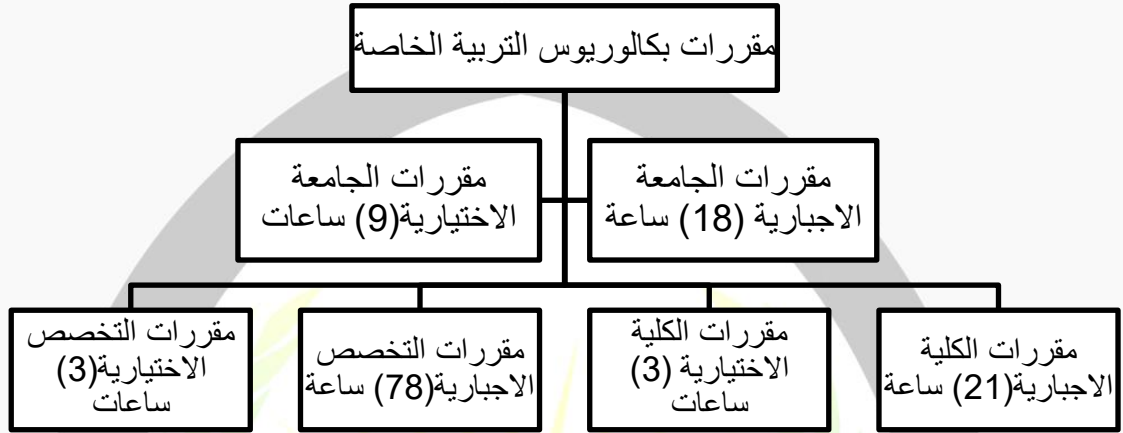 مقررات بكالوريوس التربية الخاصة
مقررات الجامعة
الاجبارية (18) ساعة
مقررات الجامعة
الاختيارية(9) ساعات
مقررات الكلية
الاجبارية(21) ساعة
مقررات الكلية
الاختيارية (3)
ساعات
مقررات التخصص
الاجبارية(78) ساعة
مقررات التخصص
الاختيارية(3)
ساعات